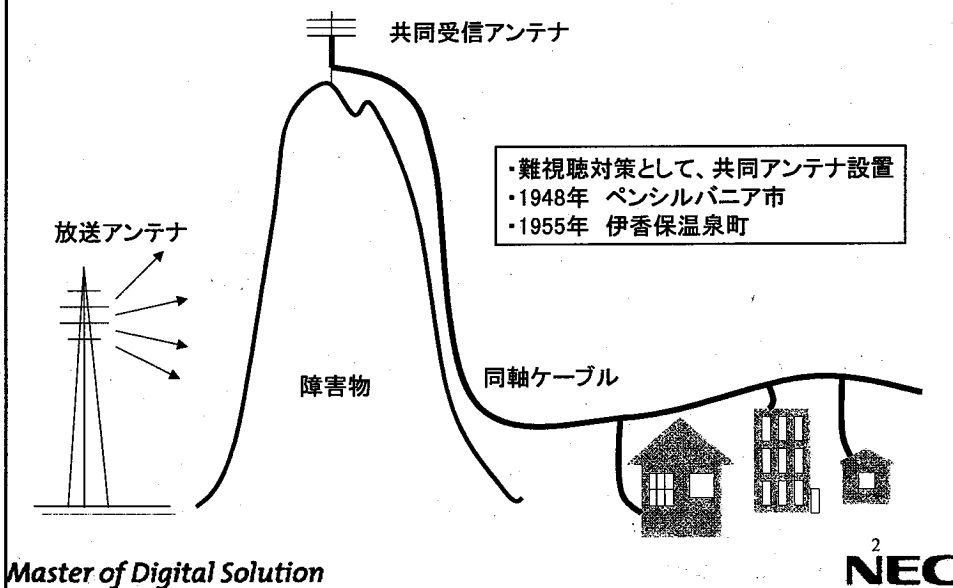 共同受信アンテナ
・難視聴対策として、共同アンテナ設置
・1948年 ペンシルバニア市
・1955年 伊香保温泉町
放送アンテナ
障害物
同軸ケーブル
Master of Digital Solution
2
NEC